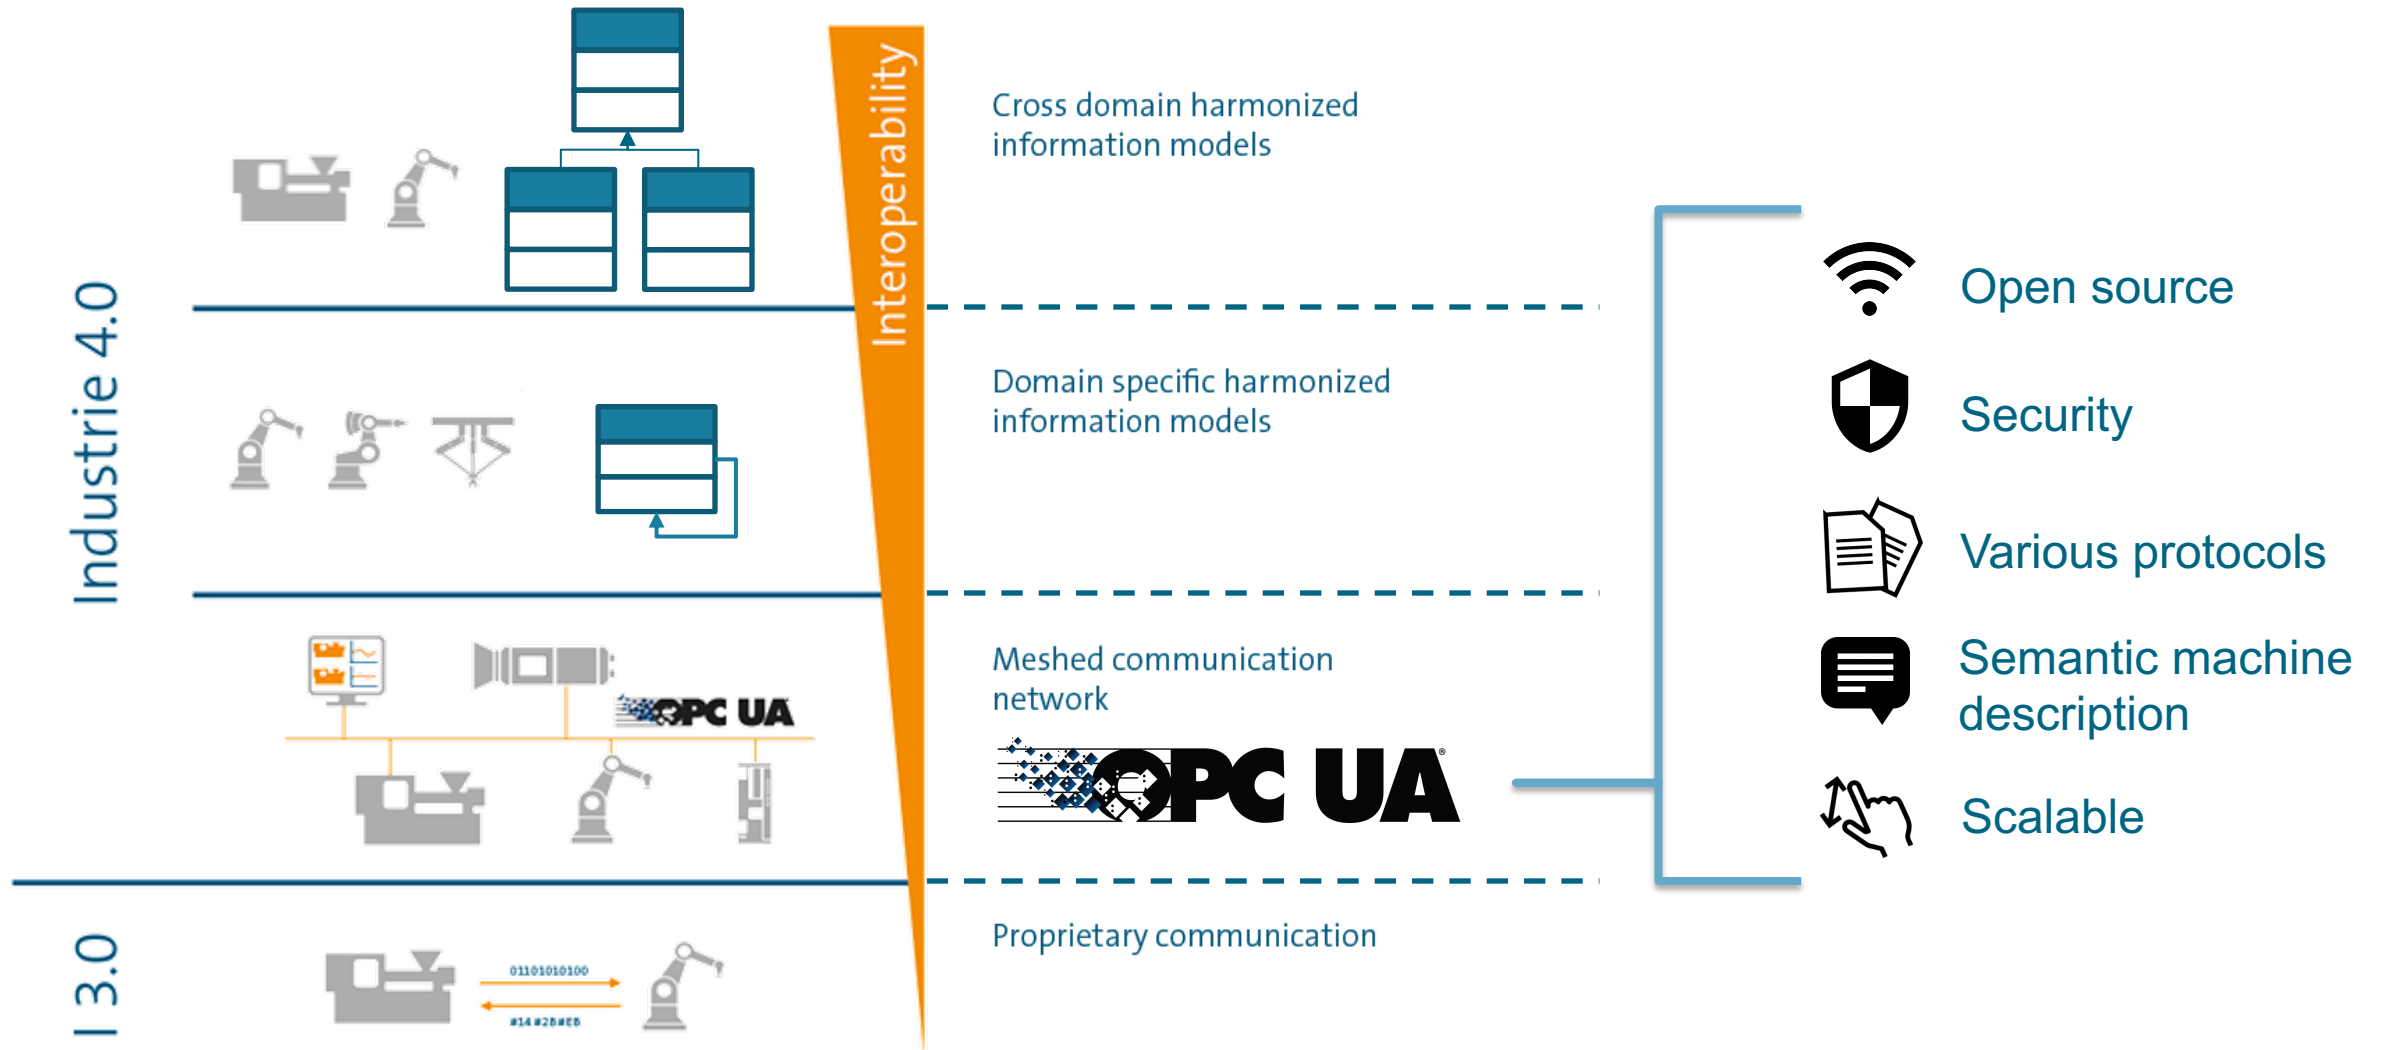 Industrie 4.0
I 3.0
Interoperability
Cross domain harmonized
information models
Domain specific harmonized
information models
OPC UA
Meshed communication
network
OPC UA®
Proprietary communication
01101010100
#14#2B#EB
Open source
Security
Various protocols
Semantic machine
description
Scalable